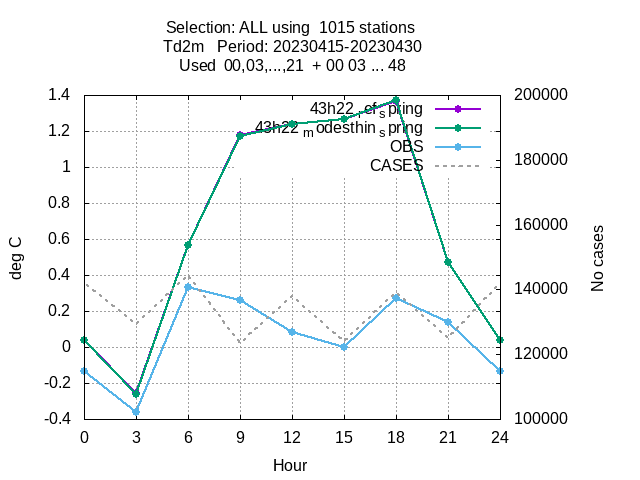 Selection: ALL using 1015 stations
Td2m Period: 20230415-20230430
Used 00,03,...,21 + 00 03 ... 48
43h22_ref_spring
43h22_modesthin_spring
OBS
CASES
1.4
1.2
1
0.8
0.6
0.4
0.2
0
-0.2
-0.4
200000
180000
160000
140000
120000
100000
0 3 6 9 12 15 18 21 24
deg C
No cases
Hour